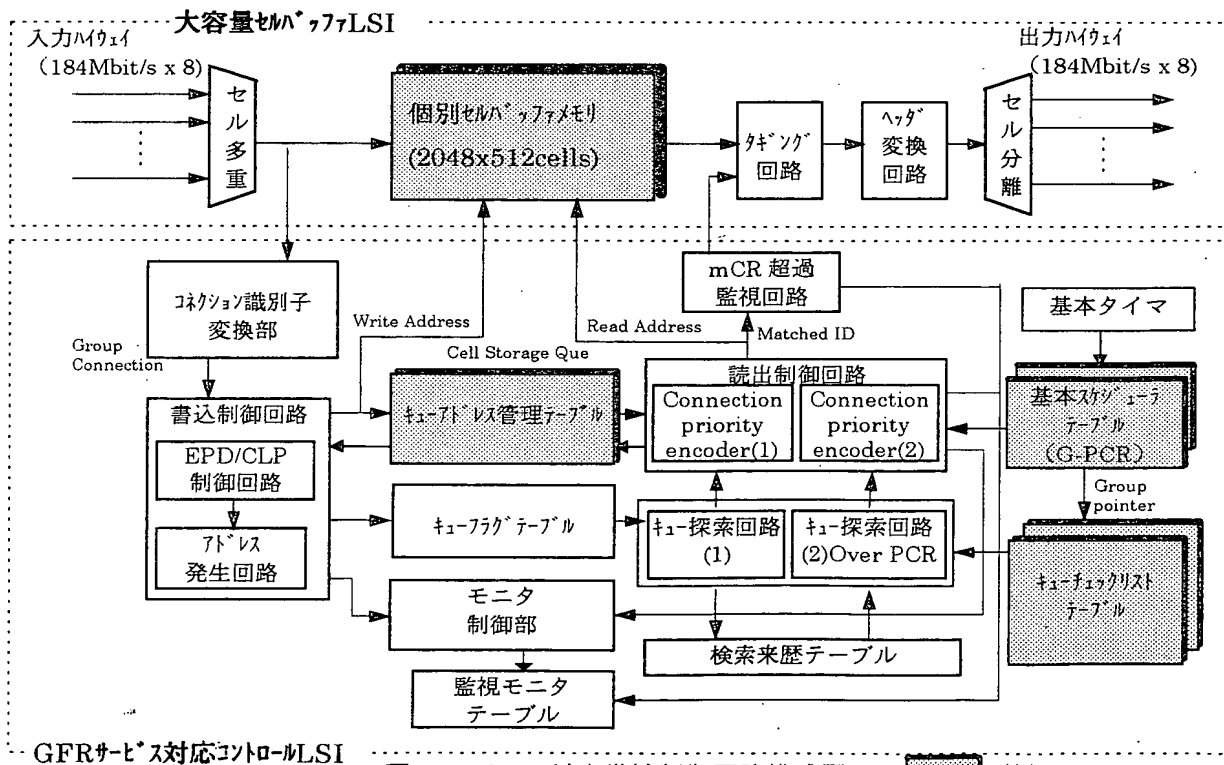 大容量ｾﾙﾊﾞｯﾌｧLSI
入力ﾊｲｳｪｲ
（184Mbit/s x 8）
セル多重
個別ｾﾙﾊﾞｯﾌｧﾒﾓﾘ
(2048x512cells)
ﾀｷﾞﾝｸﾞ
回路
ﾍｯﾀﾞ
変換
回路
セル分離
出力ﾊｲｳｪｲ
（184Mbit/s x 8）
ｺﾈｸｼｮﾝ識別子
変換部
Group
Connection
Write Address
Read Address
mCR 超過
監視回路
Matched ID
基本タイマ
Cell Storage Que
書込制御回路
EPD/CLP
制御回路
ｱﾄﾞﾚｽ
発生回路
ｷｭｰｱﾄﾞﾚｽ管理ﾃｰﾌﾞﾙ
読出制御回路
Connection
priority
encoder(1)
Connection
priority
encoder(2)
基本ｽｹｼﾞｭｰﾗ
ﾃｰﾌﾞﾙ
（G-PCR）
Group
pointer
ｷｭｰﾌﾗｸﾞﾃｰﾌﾞﾙ
ｷｭｰ探索回路
(1)
ｷｭｰ探索回路
(2)Over PCR
ｷｭｰﾁｪｯｸﾘｽﾄ
ﾃｰﾌﾞﾙ
モニタ
制御部
検索来歴テーブル
監視モニタ
テーブル
GFRｻｰﾋﾞｽ対応ｺﾝﾄﾛｰﾙLSI